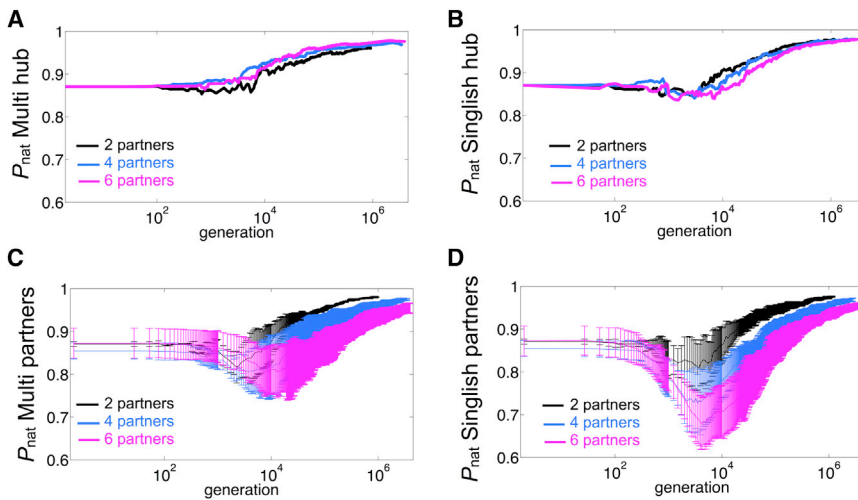 A
P_nat Multi hub
1
0.9
0.8
0.7
0.6
2 partners
4 partners
6 partners
10^2
10^4
10^6
generation
B
P_nat Singlish hub
1
0.9
0.8
0.7
0.6
2 partners
4 partners
6 partners
10^2
10^4
10^6
generation
C
P_nat Multi partners
1
0.9
0.8
0.7
0.6
2 partners
4 partners
6 partners
10^2
10^4
10^6
generation
D
P_nat Singlish partners
1
0.9
0.8
0.7
0.6
2 partners
4 partners
6 partners
10^2
10^4
10^6
generation